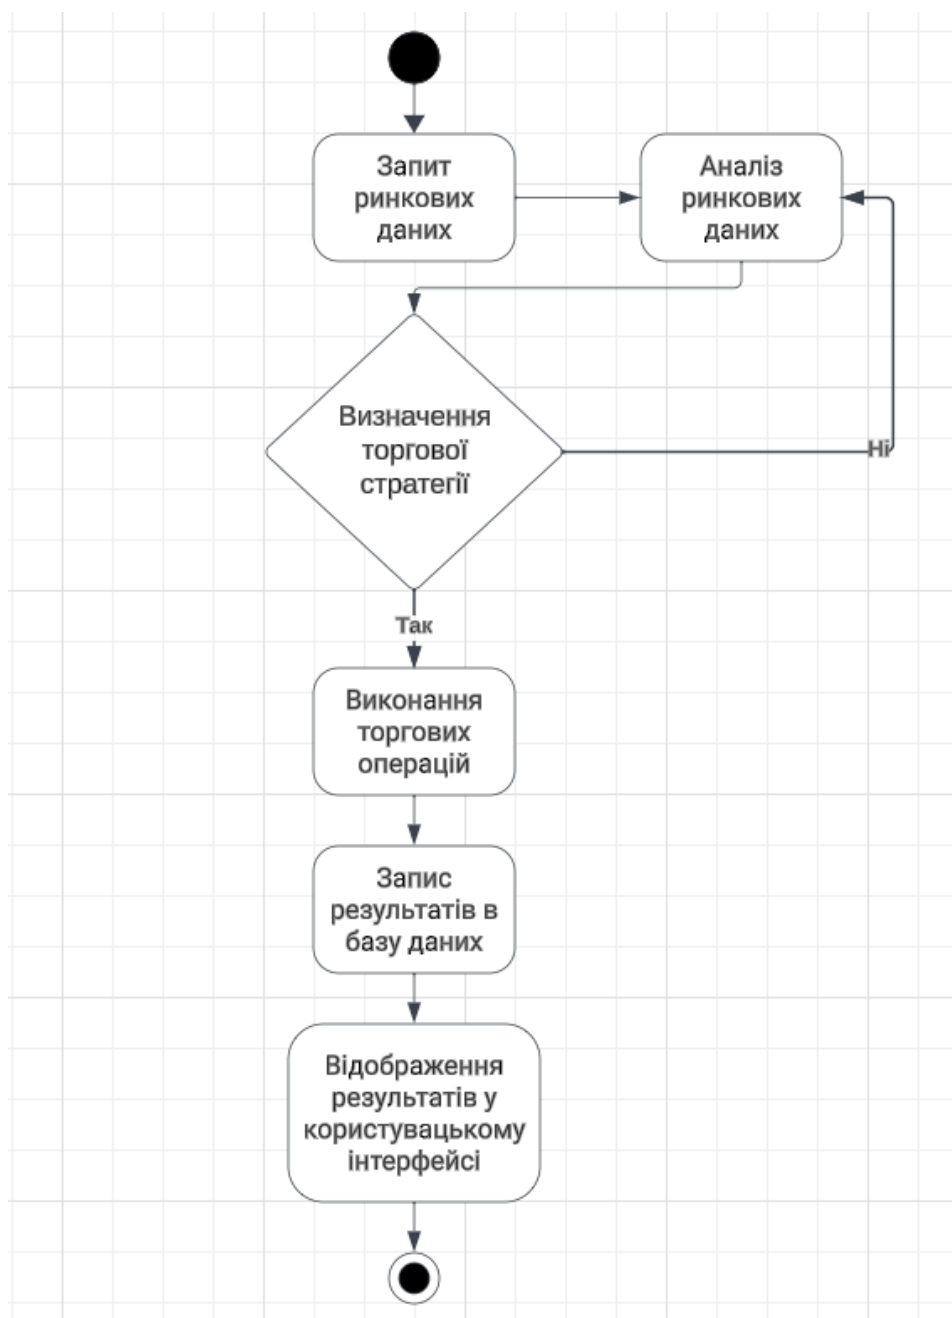 Запит
ринкових
даних
Аналіз
ринкових
даних
Визначення
торгової
стратегії
Ні
Так
Виконання
торгових
операцій
Запис
результатів в
базу даних
Відображення
результатів у
користувацькому
інтерфейсі